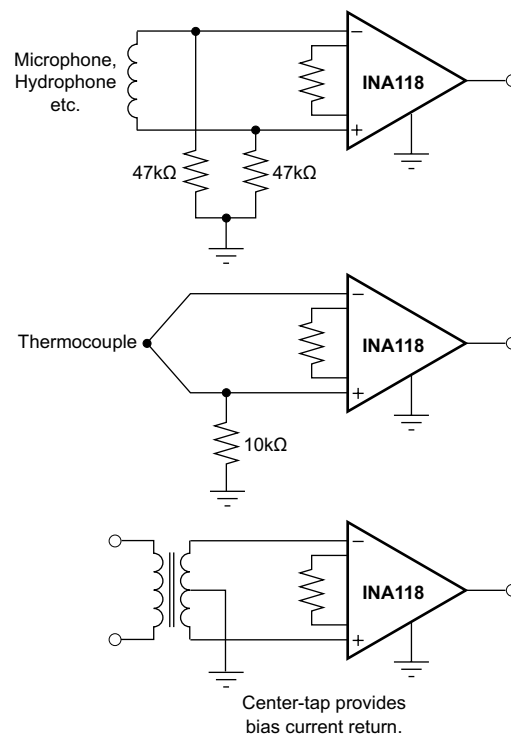 Microphone,
Hydrophone
etc.
−
INA118
+
47kΩ
47kΩ
Thermocouple
−
INA118
+
10kΩ
−
INA118
+
Center-tap provides
bias current return.